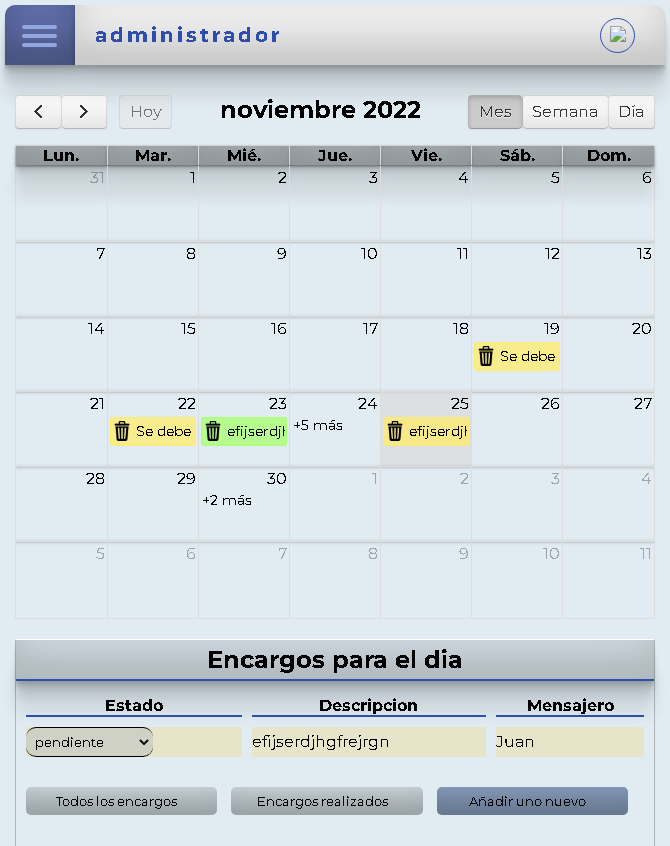 administrador
Hoy noviembre 2022 Mes Semana Día
Lun. Mar. Mié. Jue. Vie. Sáb. Dom.
31 1 2 3 4 5 6
7 8 9 10 11 12 13
14 15 16 17 18 19 20
Se debe
21 22 23 24 25 26 27
Se debe efijserdjh +5 más efijserdjh
28 29 30 1 2 3 4
+2 más
5 6 7 8 9 10 11
Encargos para el dia
Estado Descripcion Mensajero
pendiente efijserdjhgfrejrgn Juan
Todos los encargos Encargos realizados Añadir uno nuevo